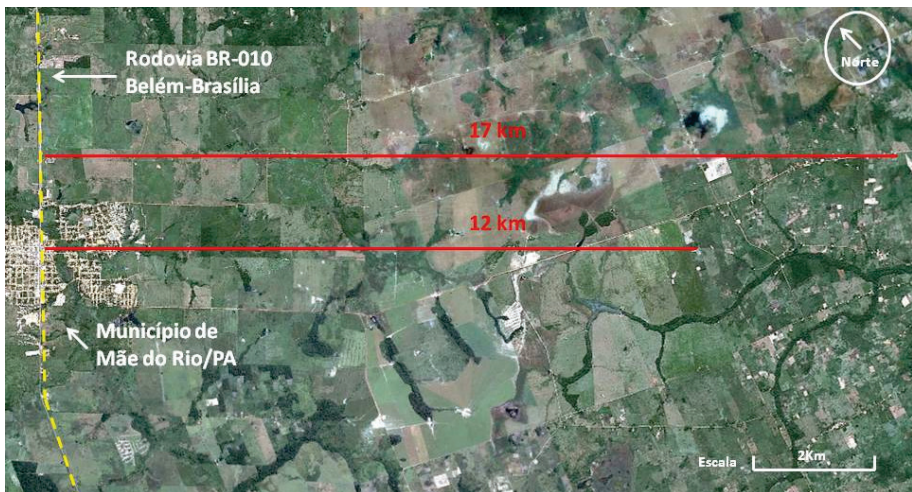 Rodovia BR-010
Belém-Brasília
Norte
17 km
12 km
Município de
Mãe do Rio/PA
Escala
2Km